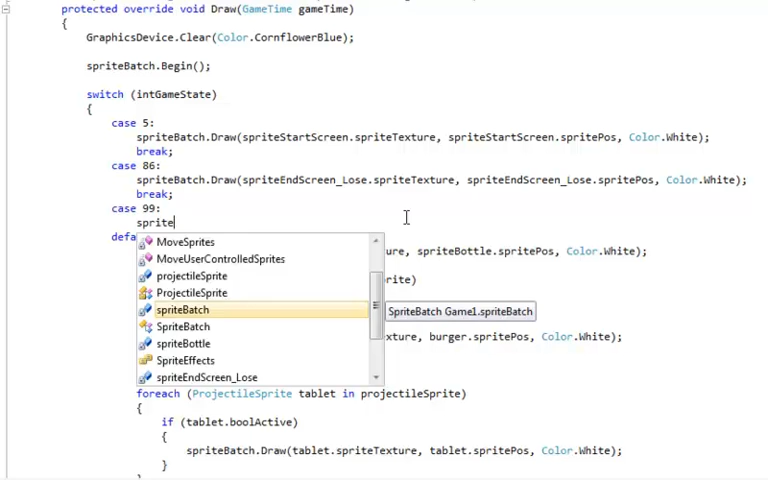 protected override void Draw(GameTime gameTime)
{
GraphicsDevice.Clear(Color.CornflowerBlue);
spriteBatch.Begin();
switch (intGameState)
{
case 5:
spriteBatch.Draw(spriteStartScreen.spriteTexture, spriteStartScreen.spritePos, Color.White);
break;
case 86:
spriteBatch.Draw(spriteEndScreen_Lose.spriteTexture, spriteEndScreen_Lose.spritePos, Color.White);
break;
case 99:
sprite
defa
MoveSprites
ure, spriteBottle.spritePos, Color.White);
MoveUserControlledSprites
projectileSprite
rite)
ProjectileSprite
spriteBatch
SpriteBatch Game1.spriteBatch
SpriteBatch
xture, burger.spritePos, Color.White);
spriteBottle
SpriteEffects
spriteEndScreen_Lose
foreach (ProjectileSprite tablet in projectileSprite)
{
if (tablet.boolActive)
{
spriteBatch.Draw(tablet.spriteTexture, tablet.spritePos, Color.White);
}